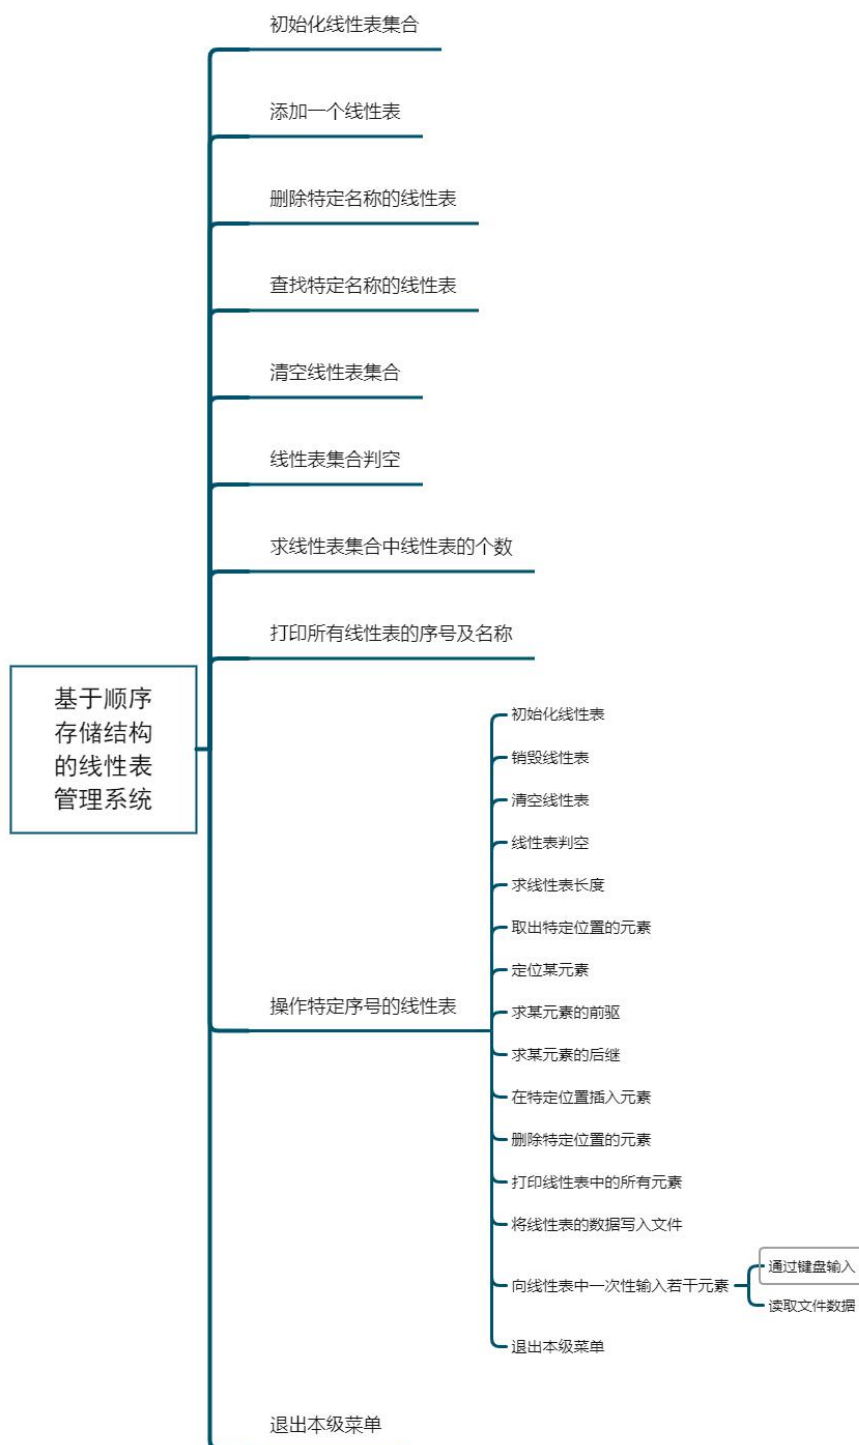 初始化线性表集合
添加一个线性表
删除特定名称的线性表
查找特定名称的线性表
清空线性表集合
线性表集合判空
求线性表集合中线性表的个数
打印所有线性表的序号及名称
基于顺序
存储结构
的线性表
管理系统
操作特定序号的线性表
初始化线性表
销毁线性表
清空线性表
线性表判空
求线性表长度
取出特定位置的元素
定位某元素
求某元素的前驱
求某元素的后继
在特定位置插入元素
删除特定位置的元素
打印线性表中的所有元素
将线性表的数据写入文件
向线性表中一次性输入若干元素
通过键盘输入
读取文件数据
退出本级菜单
退出本级菜单